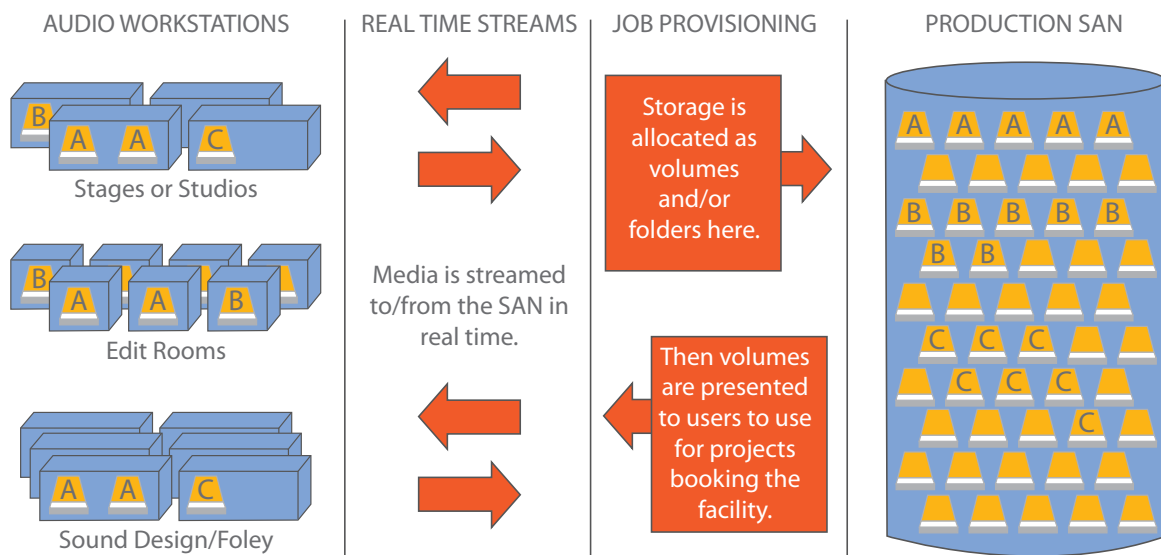 AUDIO WORKSTATIONS
REAL TIME STREAMS
JOB PROVISIONING
PRODUCTION SAN
B
A A C
Stages or Studios
B
A A B
Edit Rooms
A A C
Sound Design/Foley
Media is streamed
to/from the SAN in
real time.
Storage is
allocated as
volumes
and/or
folders here.
Then volumes
are presented
to users to use
for projects
booking the
facility.
A A A A A
B B B B B
B B
C C C
C C C
C